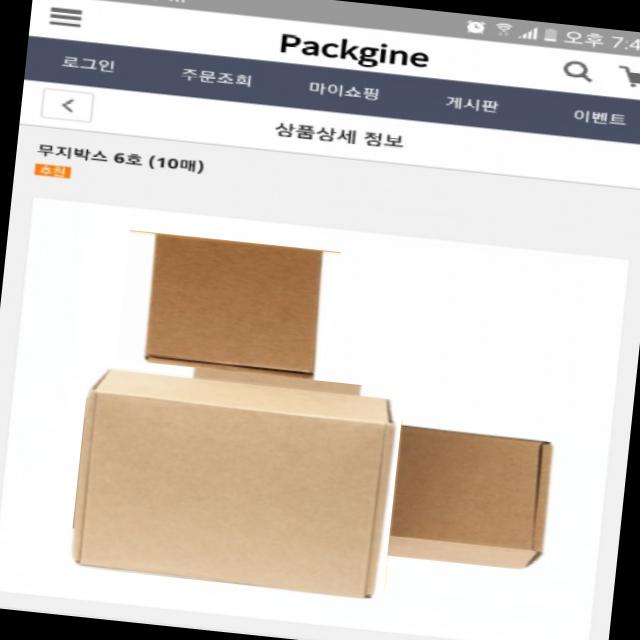 오후 7:4
Packgine
로그인 주문조회 마이쇼핑 게시판 이벤트
<
상품상세 정보
무지박스 6호 (10매)
추천